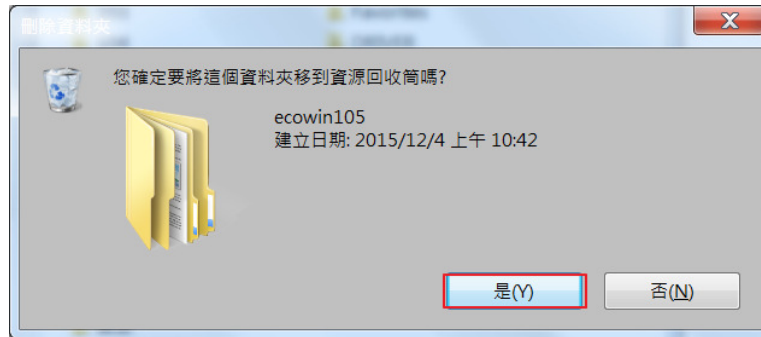 刪除資料夾
您確定要將這個資料夾移到資源回收筒嗎?
ecowin105
建立日期: 2015/12/4 上午 10:42
是(Y)
否(N)